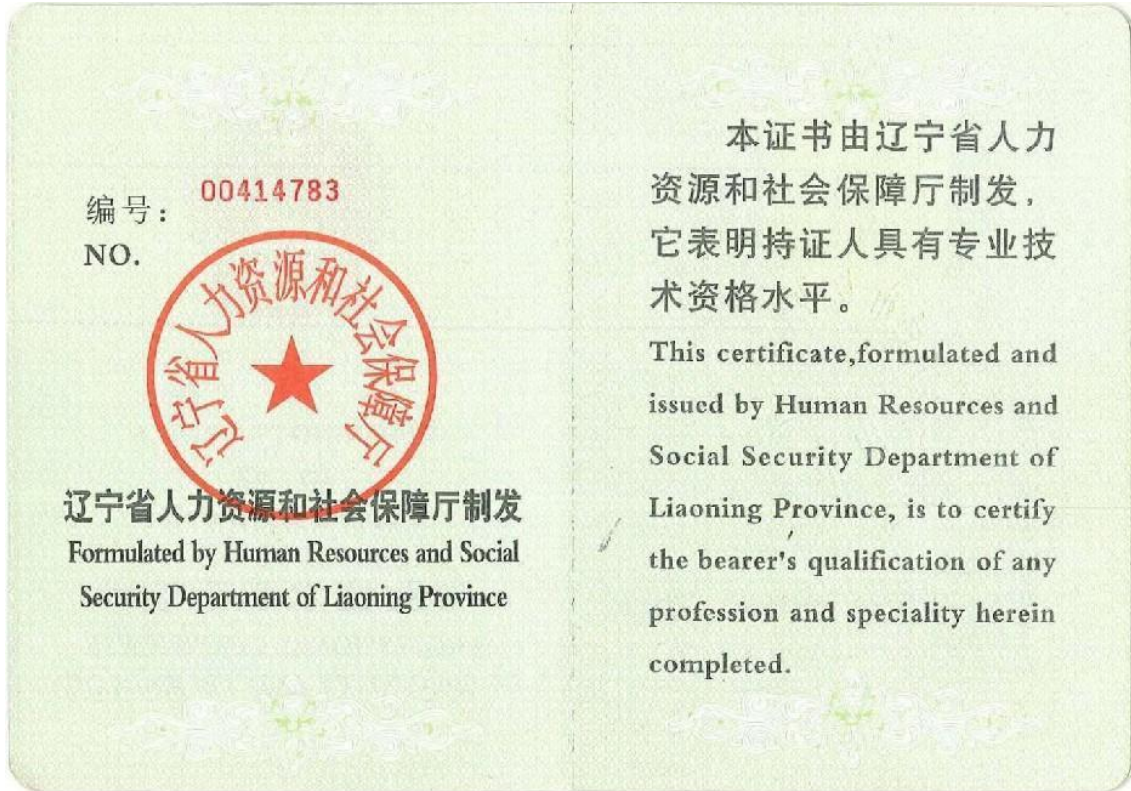 编号: 00414783
NO.
辽宁省人力资源和社会保障厅
辽宁省人力资源和社会保障厅制发
Formulated by Human Resources and Social
Security Department of Liaoning Province
本证书由辽宁省人力
资源和社会保障厅制发,
它表明持证人具有专业技
术资格水平。
This certificate,formulated and
issued by Human Resources and
Social Security Department of
Liaoning Province, is to certify
the bearer's qualification of any
profession and speciality herein
completed.